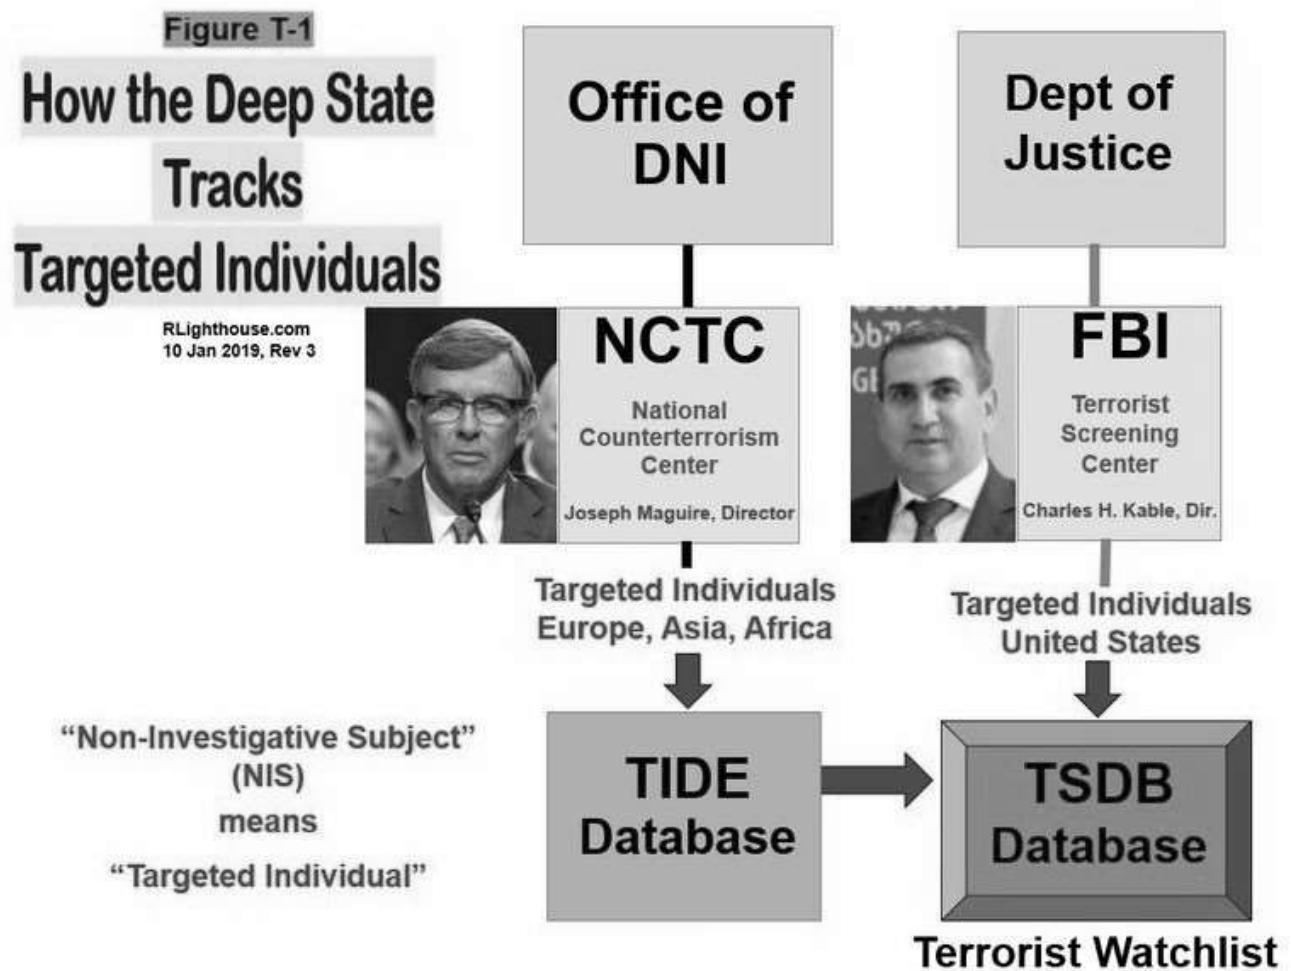 Figure T-1
How the Deep State
Tracks
Targeted Individuals
RLighthouse.com
10 Jan 2019, Rev 3
Office of
DNI
Dept of
Justice
NCTC
National
Counterterrorism
Center
Joseph Maguire, Director
FBI
Terrorist
Screening
Center
Charles H. Kable, Dir.
Targeted Individuals
Europe, Asia, Africa
Targeted Individuals
United States
“Non-Investigative Subject”
(NIS)
means
“Targeted Individual”
TIDE
Database
TSDB
Database
Terrorist Watchlist